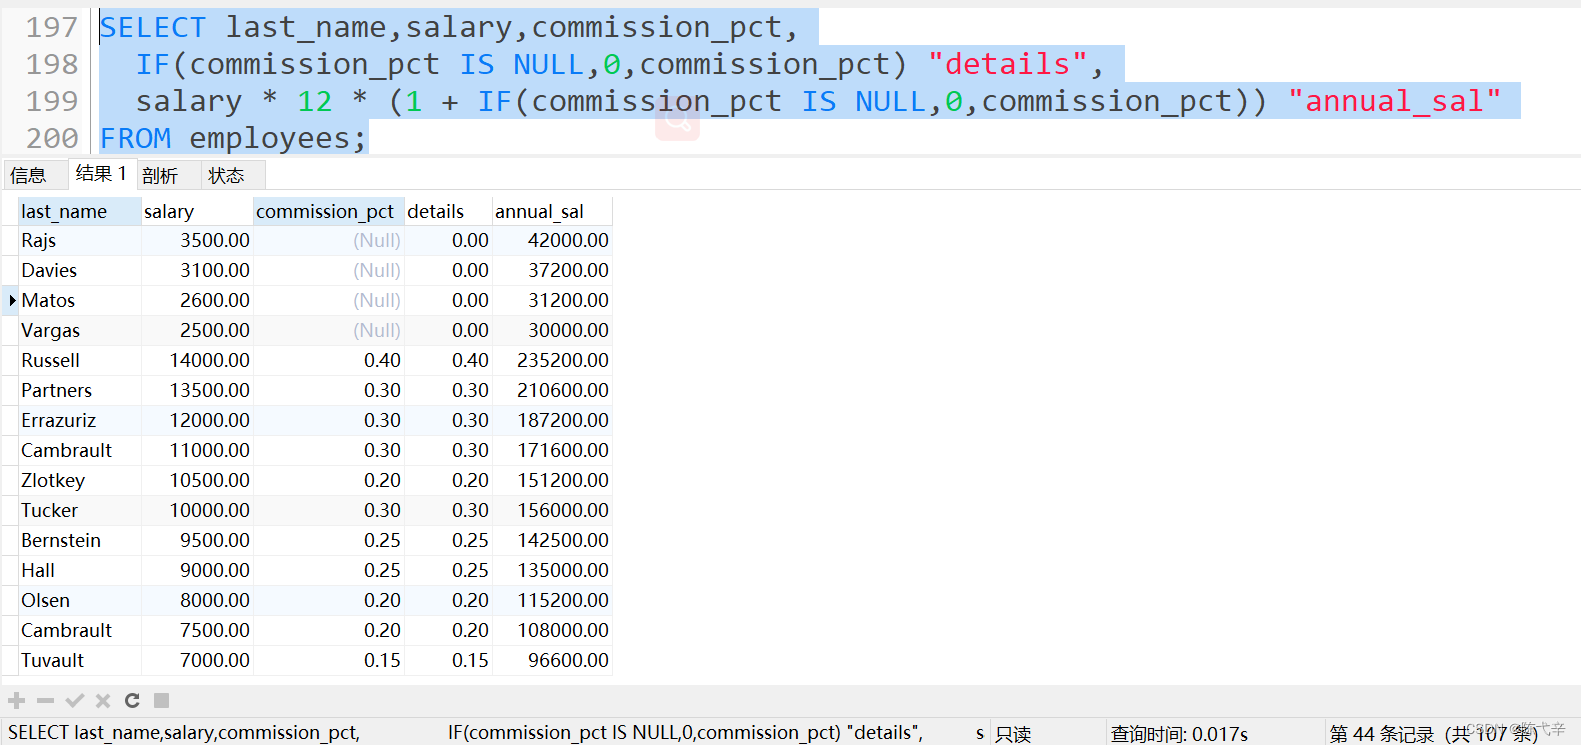 197 SELECT last_name,salary,commission_pct,
198 IF(commission_pct IS NULL,0,commission_pct) "details",
199 salary * 12 * (1 + IF(commission_pct IS NULL,0,commission_pct)) "annual_sal"
200 FROM employees;
信息 结果 1 剖析 状态
last_name salary commission_pct details annual_sal
Rajs 3500.00 (Null) 0.00 42000.00
Davies 3100.00 (Null) 0.00 37200.00
Matos 2600.00 (Null) 0.00 31200.00
Vargas 2500.00 (Null) 0.00 30000.00
Russell 14000.00 0.40 0.40 235200.00
Partners 13500.00 0.30 0.30 210600.00
Errazuriz 12000.00 0.30 0.30 187200.00
Cambrault 11000.00 0.30 0.30 171600.00
Zlotkey 10500.00 0.20 0.20 151200.00
Tucker 10000.00 0.30 0.30 156000.00
Bernstein 9500.00 0.25 0.25 142500.00
Hall 9000.00 0.25 0.25 135000.00
Olsen 8000.00 0.20 0.20 115200.00
Cambrault 7500.00 0.20 0.20 108000.00
Tuvault 7000.00 0.15 0.15 96600.00
SELECT last_name,salary,commission_pct, IF(commission_pct IS NULL,0,commission_pct) "details", s 只读 查询时间: 0.017s 第 44 条记录 (共 107 条)
CSDN @陈弋辛